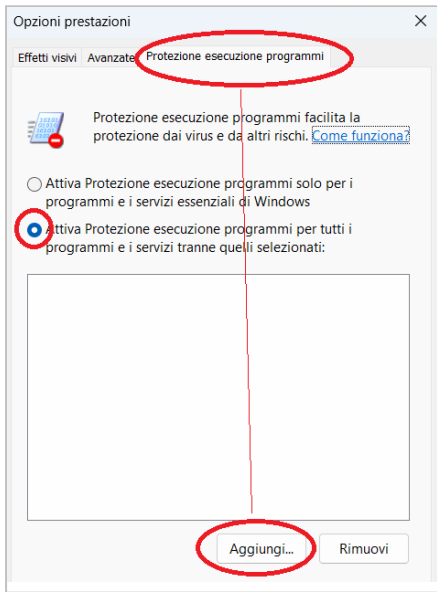 Opzioni prestazioni
Effetti visivi Avanzate Protezione esecuzione programmi
Protezione esecuzione programmi facilita la
protezione dai virus e da altri rischi. Come funziona?
Attiva Protezione esecuzione programmi solo per i
programmi e i servizi essenziali di Windows
Attiva Protezione esecuzione programmi per tutti i
programmi e i servizi tranne quelli selezionati:
Aggiungi... Rimuovi